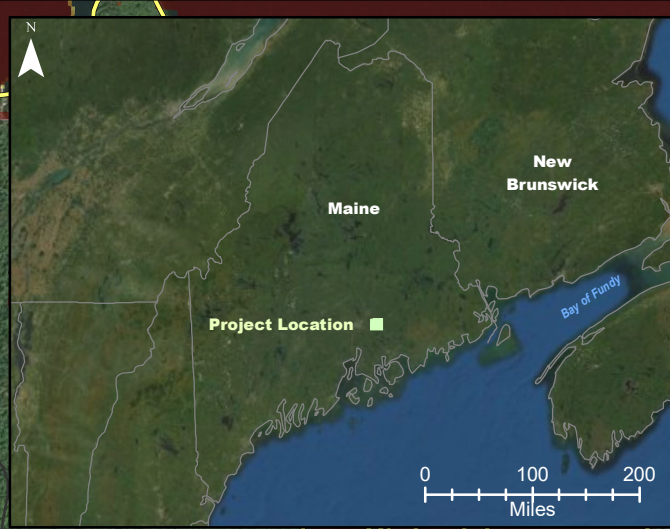 N
New
Brunswick
Maine
Bay of Fundy
Project Location
0 100 200
Miles